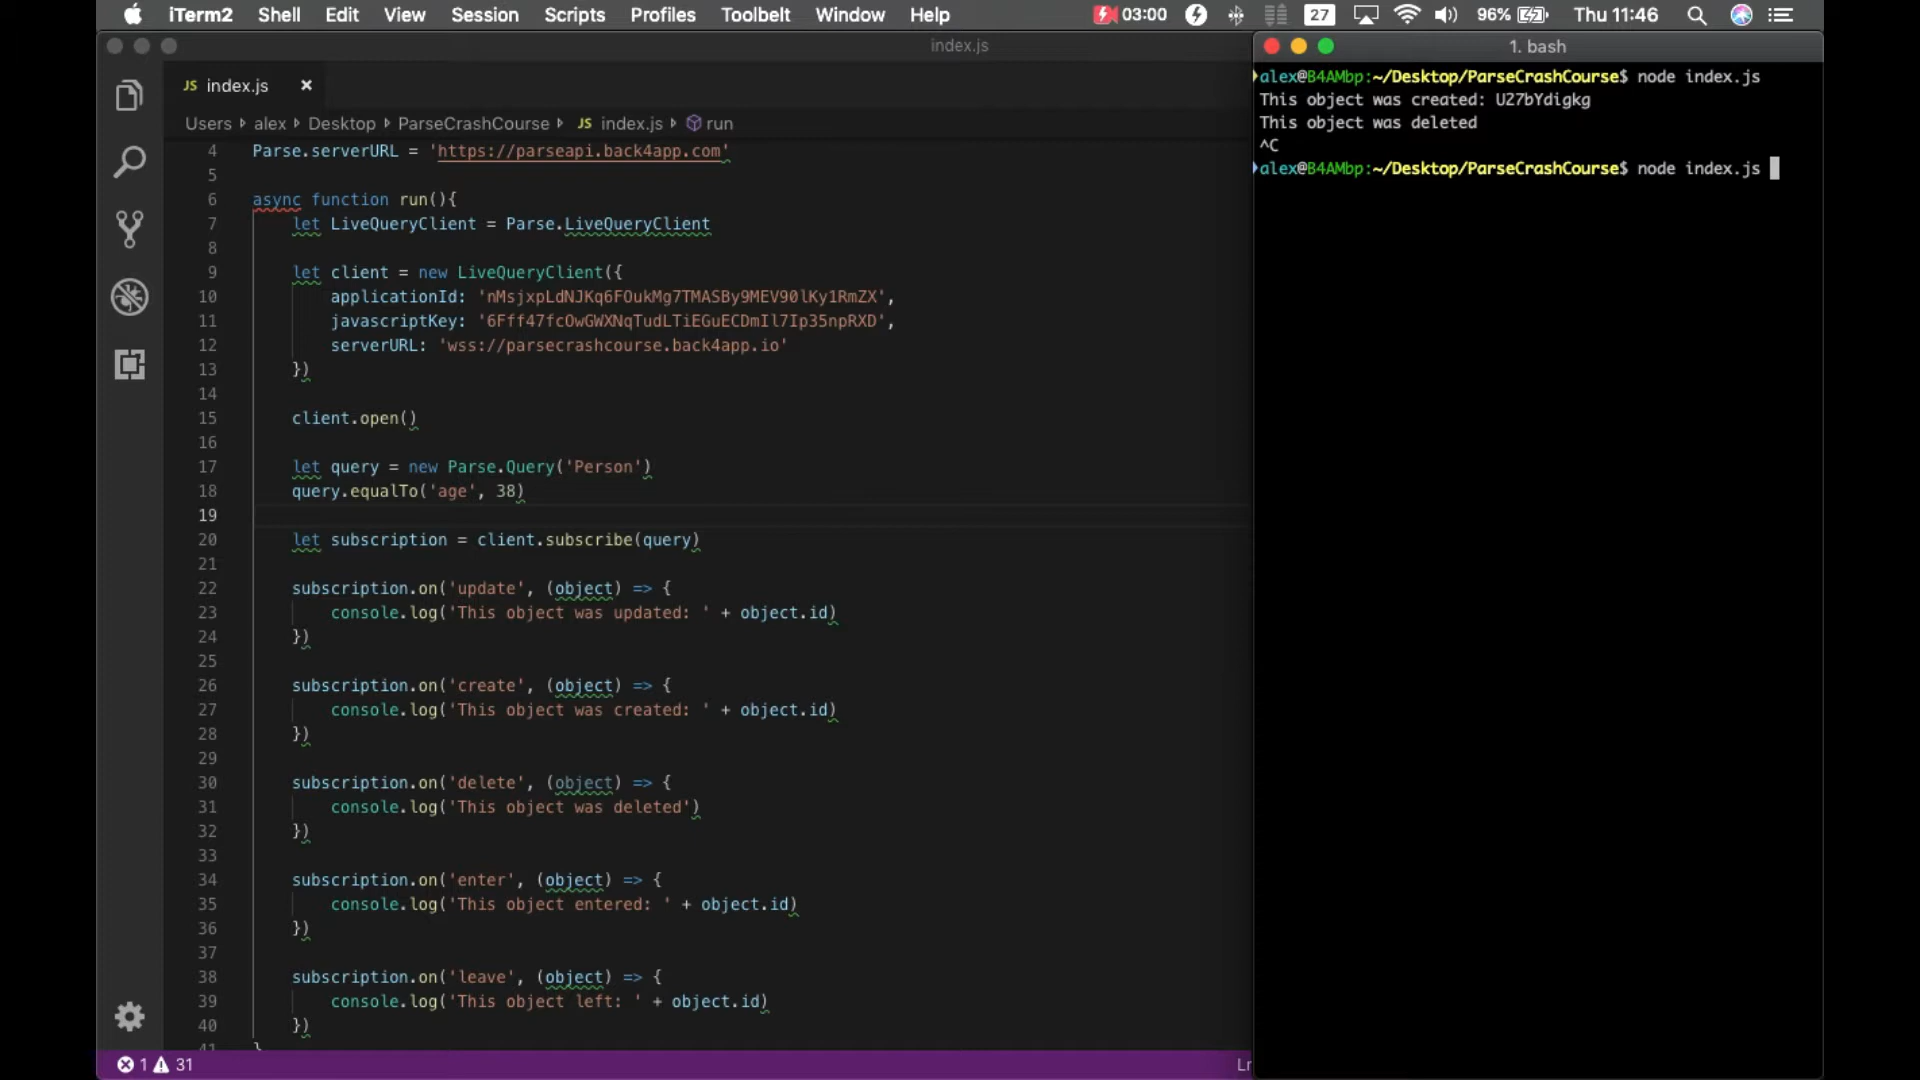 iTerm2 Shell Edit View Session Scripts Profiles Toolbelt Window Help 03:00 27 96% Thu 11:46
index.js
JS index.js ×
Users alex Desktop ParseCrashCourse JS index.js run
4 Parse.serverURL = 'https://parseapi.back4app.com'
5
6 async function run(){
7 let LiveQueryClient = Parse.LiveQueryClient
8
9 let client = new LiveQueryClient({
10 applicationId: 'nMsjxpLdNJKq6FOukMg7TMASBy9MEV90lKy1RmZX',
11 javascriptKey: '6Fff47fcOwGWXNqTudLTiEGuECDmIl7Ip35npRXD',
12 serverURL: 'wss://parsecrashcourse.back4app.io'
13 })
14
15 client.open()
16
17 let query = new Parse.Query('Person')
18 query.equalTo('age', 38)
19
20 let subscription = client.subscribe(query)
21
22 subscription.on('update', (object) => {
23 console.log('This object was updated: ' + object.id)
24 })
25
26 subscription.on('create', (object) => {
27 console.log('This object was created: ' + object.id)
28 })
29
30 subscription.on('delete', (object) => {
31 console.log('This object was deleted')
32 })
33
34 subscription.on('enter', (object) => {
35 console.log('This object entered: ' + object.id)
36 })
37
38 subscription.on('leave', (object) => {
39 console.log('This object left: ' + object.id)
40 })
41 }
1 31 Ln
1. bash
alex@B4AMbp:~/Desktop/ParseCrashCourse$ node index.js
This object was created: U27bYdigkg
This object was deleted
^C
alex@B4AMbp:~/Desktop/ParseCrashCourse$ node index.js